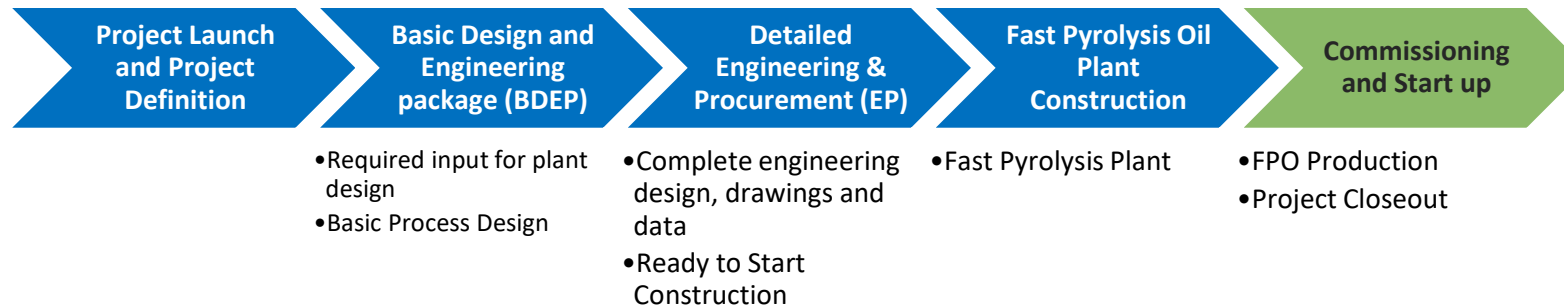 Project Launch
and Project
Definition
Basic Design and
Engineering
package (BDEP)
Detailed
Engineering &
Procurement (EP)
Fast Pyrolysis Oil
Plant
Construction
Commissioning
and Start up
•Required input for plant
design
•Basic Process Design
•Complete engineering
design, drawings and
data
•Ready to Start
Construction
•Fast Pyrolysis Plant
•FPO Production
•Project Closeout